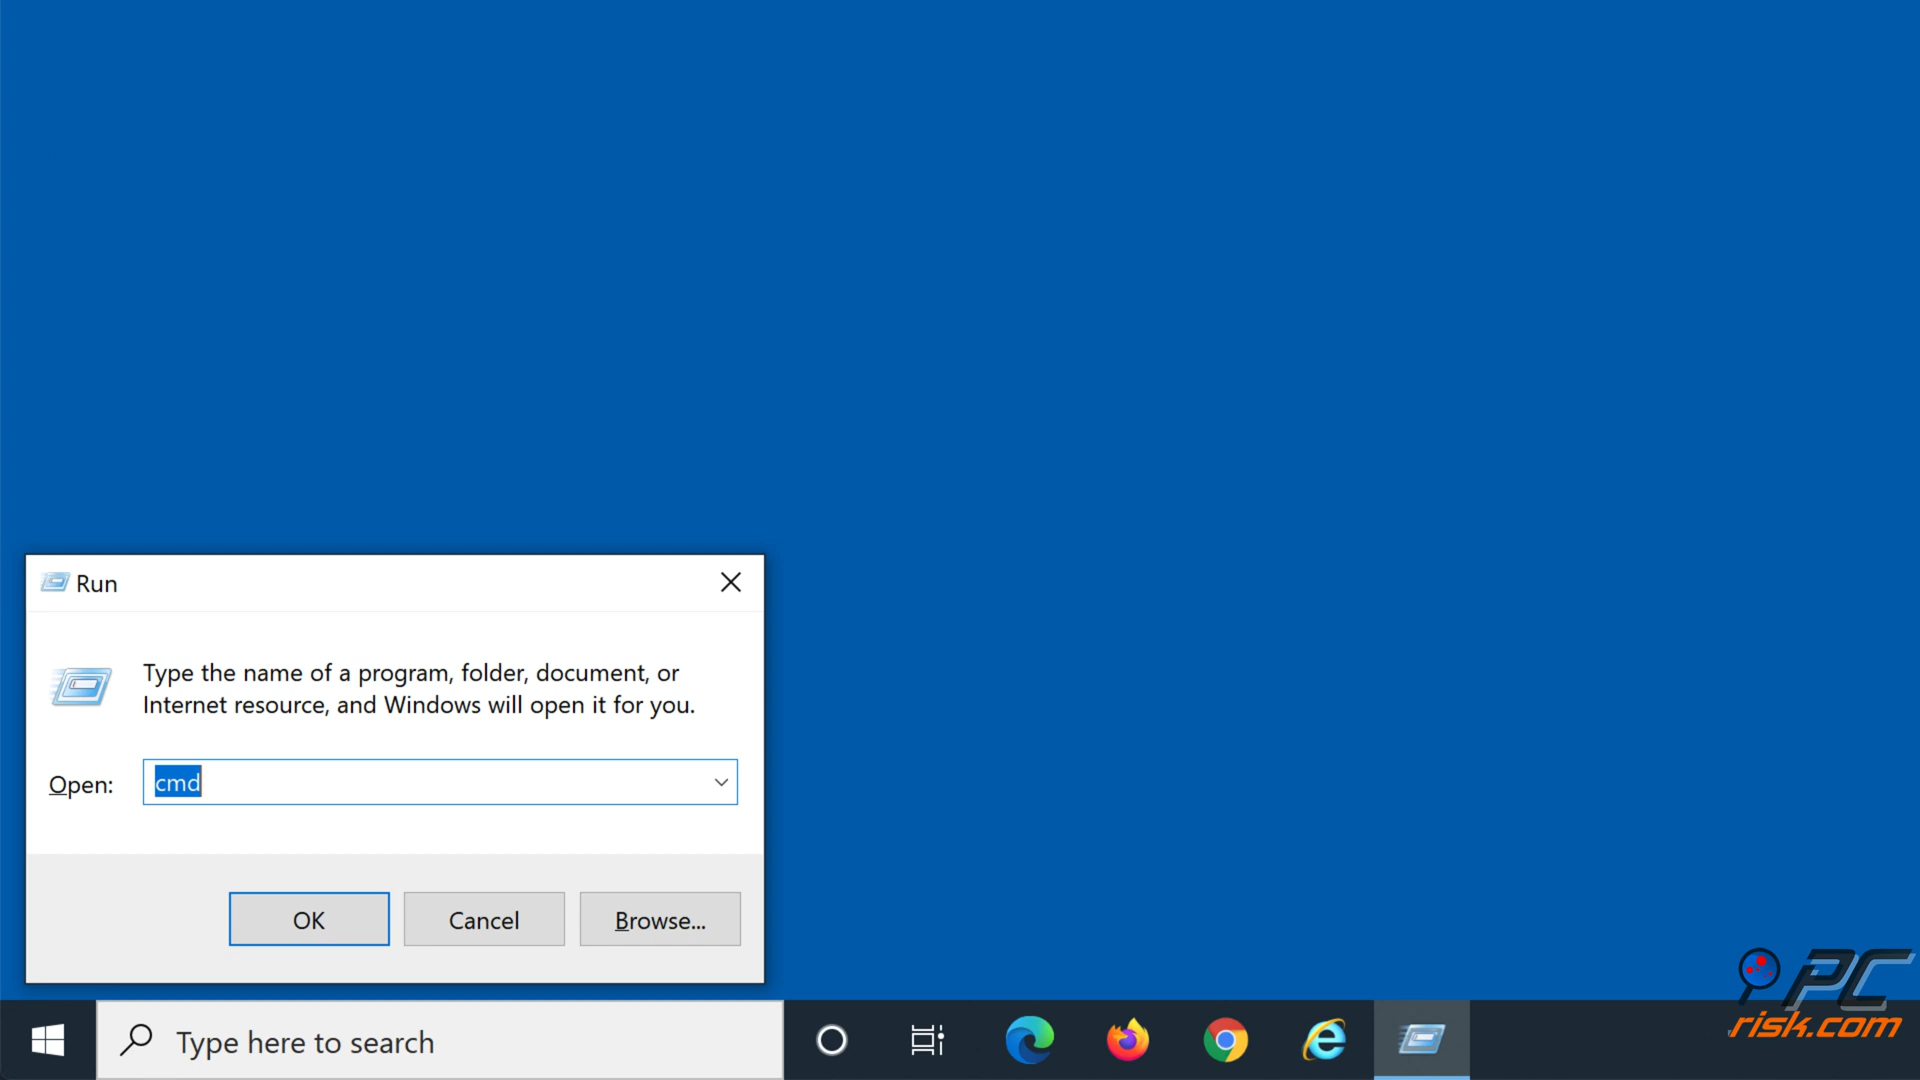 Run
Type the name of a program, folder, document, or
Internet resource, and Windows will open it for you.
Open:
cmd
OK
Cancel
Browse...
Type here to search
PC
risk.com